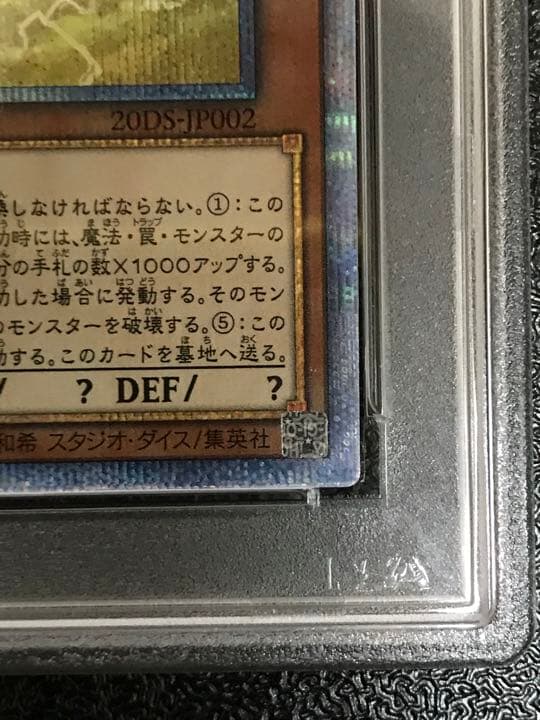 20DS-JP002
喚しなければならない。①：この
功時には、魔法・罠・モンスターの
分の手札の数×1000アップする。
功した場合に発動する。そのモン
のモンスターを破壊する。⑤：この
動する。このカードを墓地へ送る。
/ ? DEF/ ?
和希 スタジオ・ダイス/集英社